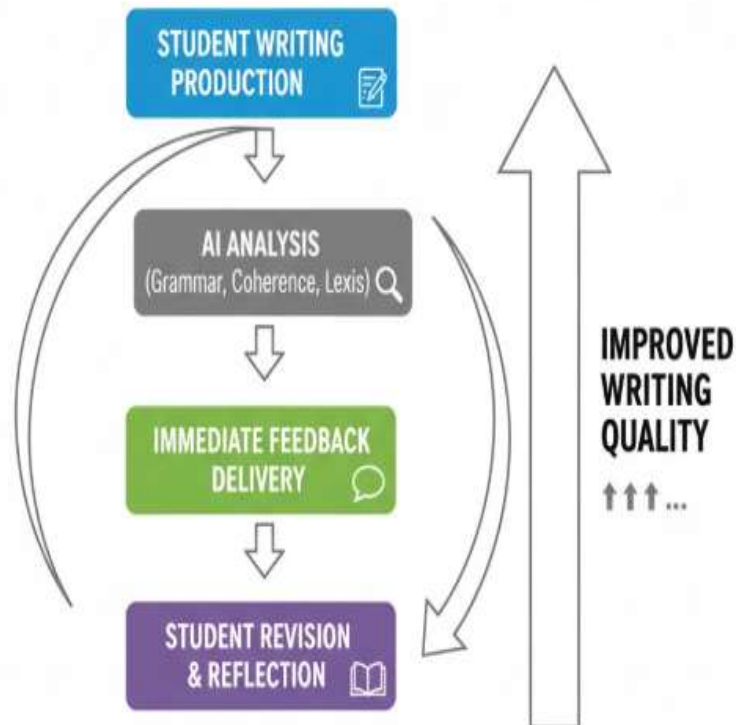 STUDENT WRITING
PRODUCTION
AI ANALYSIS
(Grammar, Coherence, Lexis)
IMMEDIATE FEEDBACK
DELIVERY
STUDENT REVISION
& REFLECTION
IMPROVED
WRITING
QUALITY
↑↑↑...